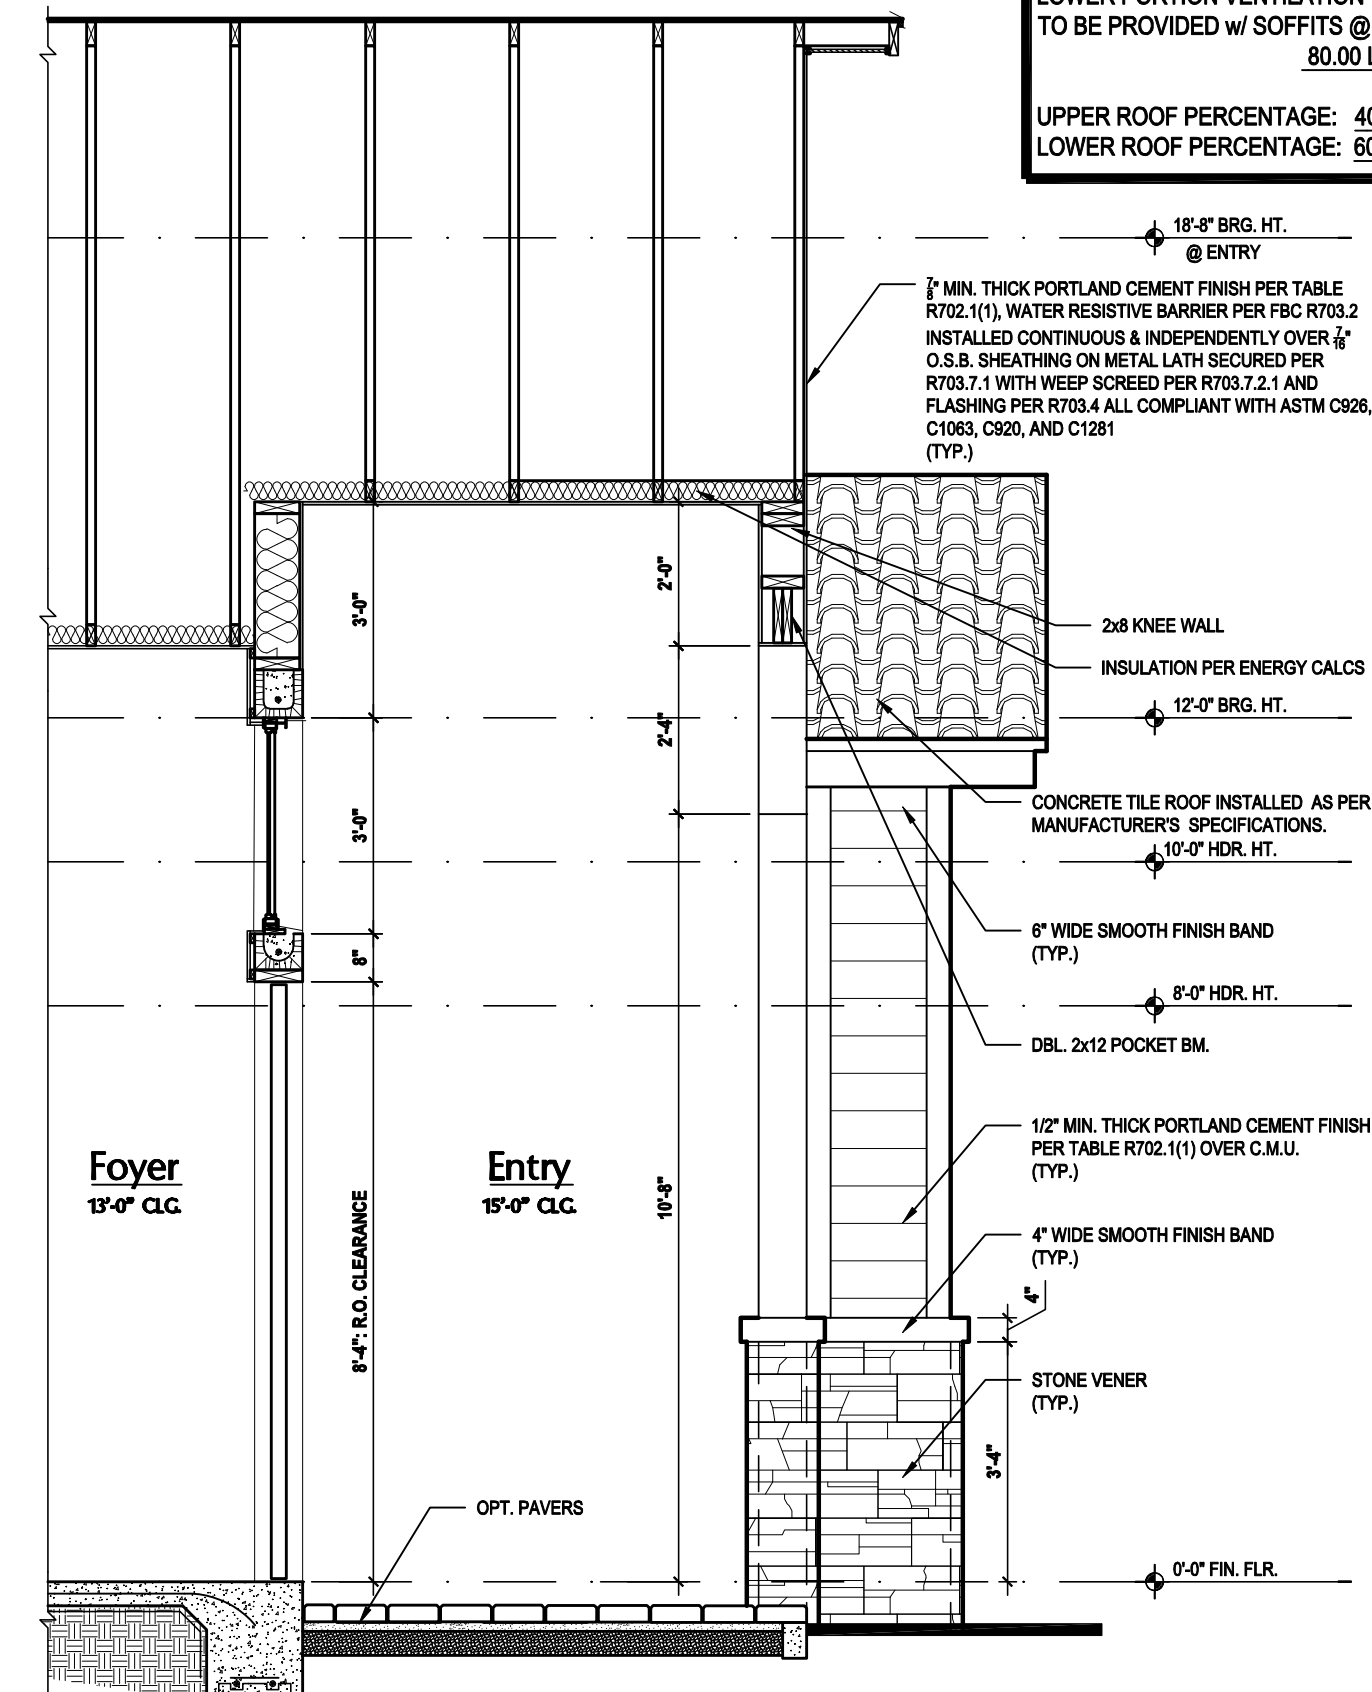 LOWER PORTION VENTILATION
TO BE PROVIDED w/ SOFFITS @
80.00
UPPER ROOF PERCENTAGE: 40
LOWER ROOF PERCENTAGE: 60
18'-8" BRG. HT.
@ ENTRY
7/8" MIN. THICK PORTLAND CEMENT FINISH PER TABLE
R702.1(1), WATER RESISTIVE BARRIER PER FBC R703.2
INSTALLED CONTINUOUS & INDEPENDENTLY OVER 7/16"
O.S.B. SHEATHING ON METAL LATH SECURED PER
R703.7.1 WITH WEEP SCREED PER R703.7.2.1 AND
FLASHING PER R703.4 ALL COMPLIANT WITH ASTM C926,
C1063, C920, AND C1281
(TYP.)
3'-0"
2'-0"
2x8 KNEE WALL
INSULATION PER ENERGY CALCS
12'-0" BRG. HT.
2'-4"
3'-0"
CONCRETE TILE ROOF INSTALLED AS PER
MANUFACTURER'S SPECIFICATIONS.
10'-0" HDR. HT.
6" WIDE SMOOTH FINISH BAND
(TYP.)
8"
8'-0" HDR. HT.
DBL. 2x12 POCKET BM.
1/2" MIN. THICK PORTLAND CEMENT FINISH
PER TABLE R702.1(1) OVER C.M.U.
(TYP.)
Foyer
13'-0" CLG.
Entry
15'-0" CLG.
10'-8"
8'-4": R.O. CLEARANCE
4" WIDE SMOOTH FINISH BAND
(TYP.)
4"
STONE VENER
(TYP.)
3'-4"
OPT. PAVERS
0'-0" FIN. FLR.